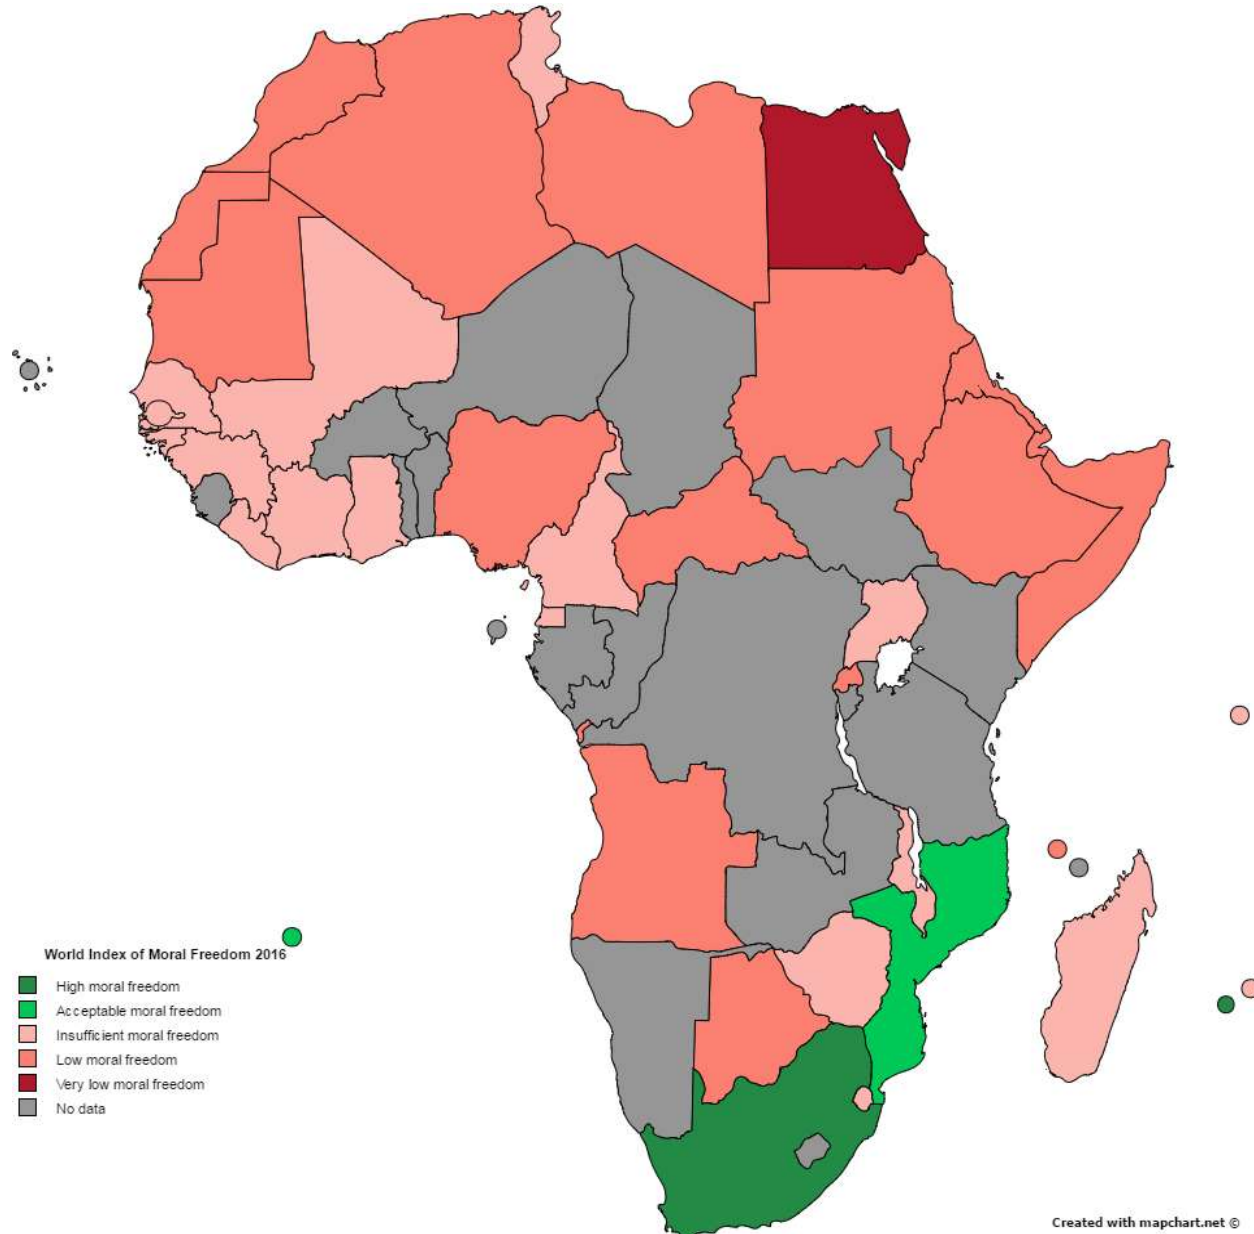 World Index of Moral Freedom 2016
High moral freedom
Acceptable moral freedom
Insufficient moral freedom
Low moral freedom
Very low moral freedom
No data
Created with mapchart.net ©